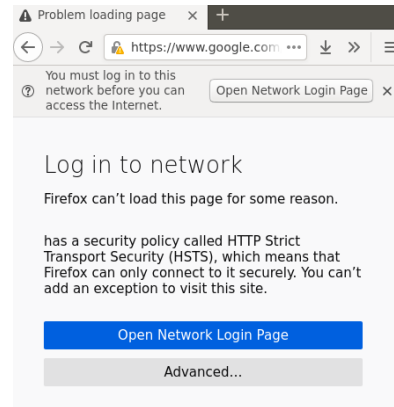 Problem loading page
https://www.google.com
You must log in to this
network before you can
access the Internet.
Open Network Login Page
Log in to network
Firefox can’t load this page for some reason.
has a security policy called HTTP Strict
Transport Security (HSTS), which means that
Firefox can only connect to it securely. You can’t
add an exception to visit this site.
Open Network Login Page
Advanced…